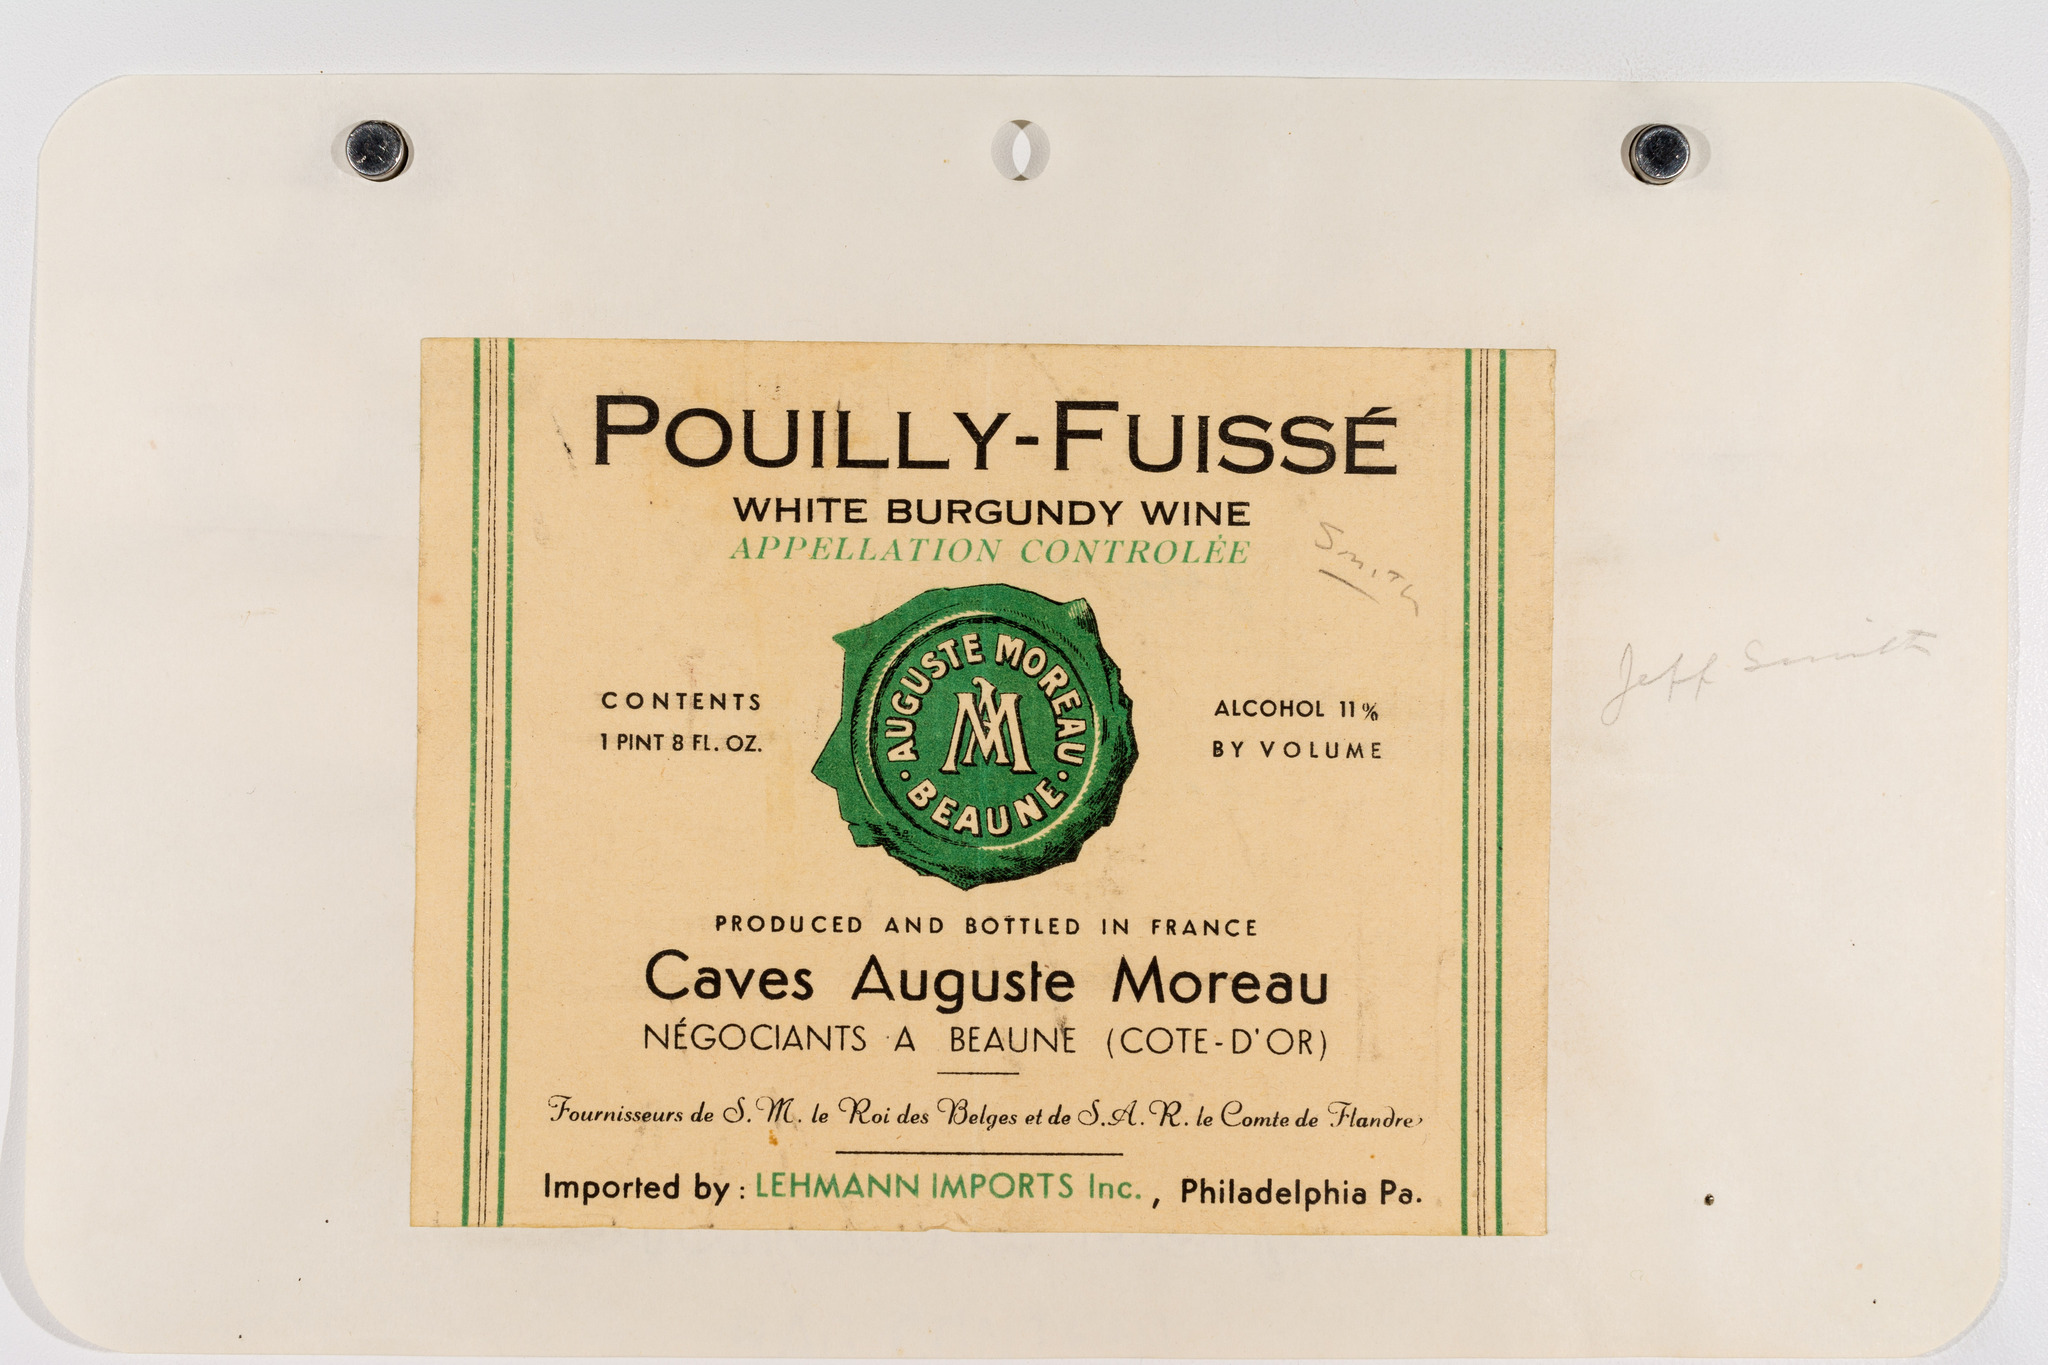 POUILLY-FUISSÉ
WHITE BURGUNDY WINE
APPELLATION CONTROLÉE
Smith
AUGUSTE MOREAU
AM
· BEAUNE ·
CONTENTS
1 PINT 8 FL. OZ.
ALCOHOL 11%
BY VOLUME
Jeff Smith
PRODUCED AND BOTTLED IN FRANCE
Caves Auguste Moreau
NÉGOCIANTS A BEAUNE (COTE-D'OR)
Fournisseurs de S.M. le Roi des Belges et de S.A.R. le Comte de Flandre
Imported by: LEHMANN IMPORTS Inc., Philadelphia Pa.